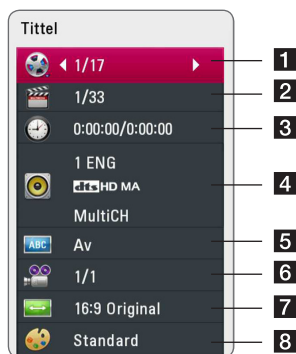 Tittel
1/17 1
1/33 2
0:00:00/0:00:00 3
1 ENG
dts HD MA 4
MultiCH
ABC Av 5
1/1 6
16:9 Original 7
Standard 8